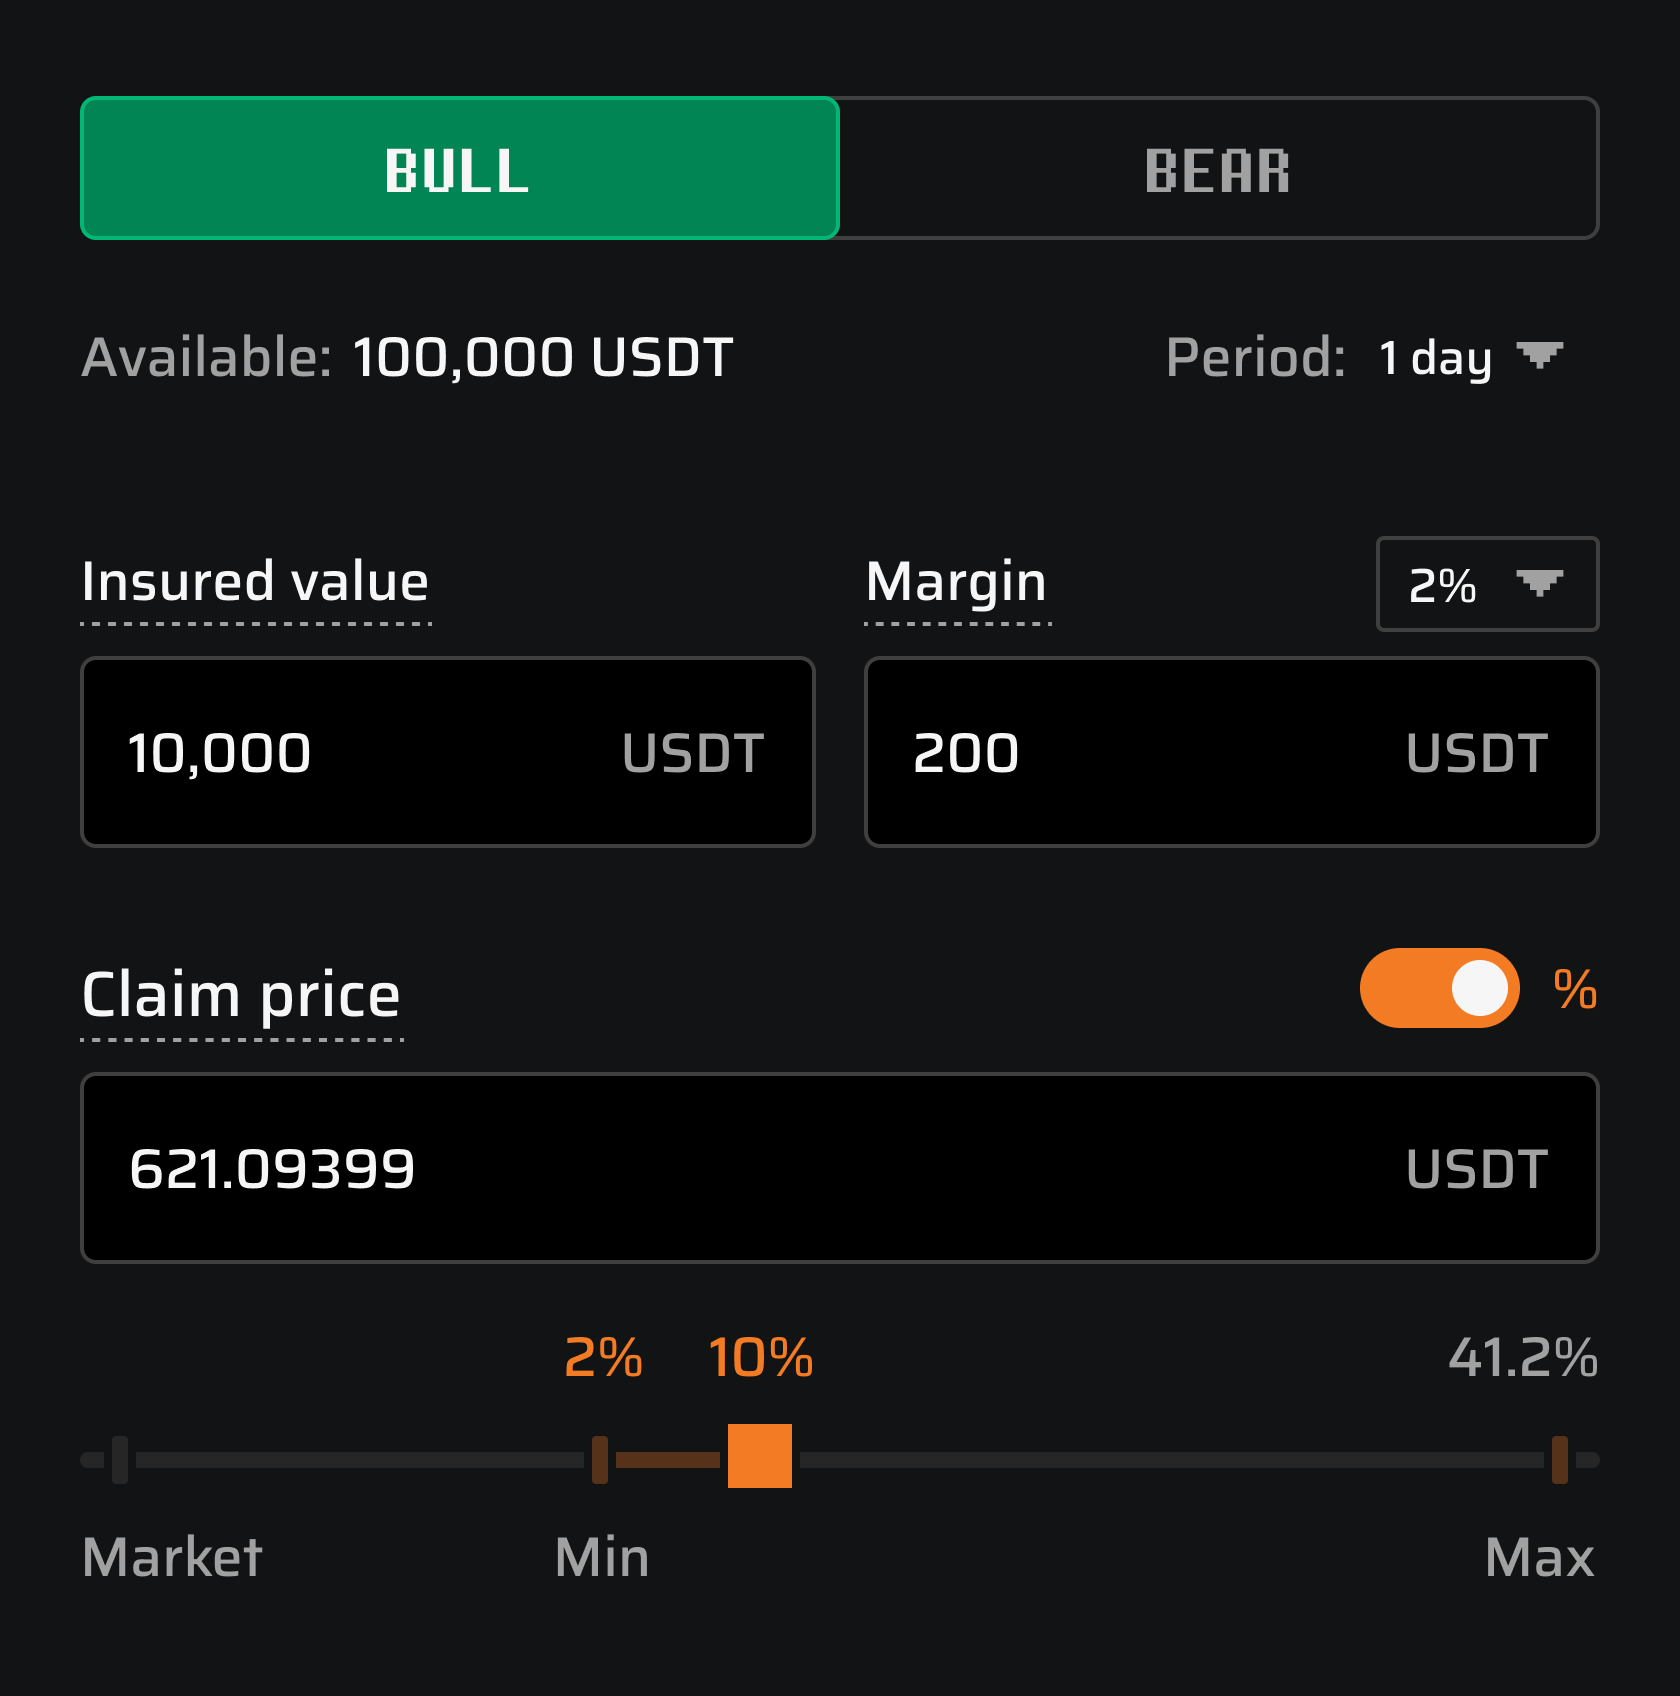 BULL BEAR
Available: 100,000 USDT Period: 1 day
Insured value Margin 2%
10,000 USDT 200 USDT
Claim price %
621.09399 USDT
2% 10% 41.2%
Market Min Max